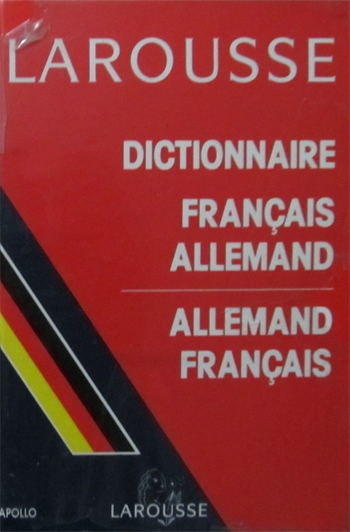 LAROUSSE
DICTIONNAIRE
FRANÇAIS
ALLEMAND
ALLEMAND
FRANÇAIS
APOLLO
LAROUSSE